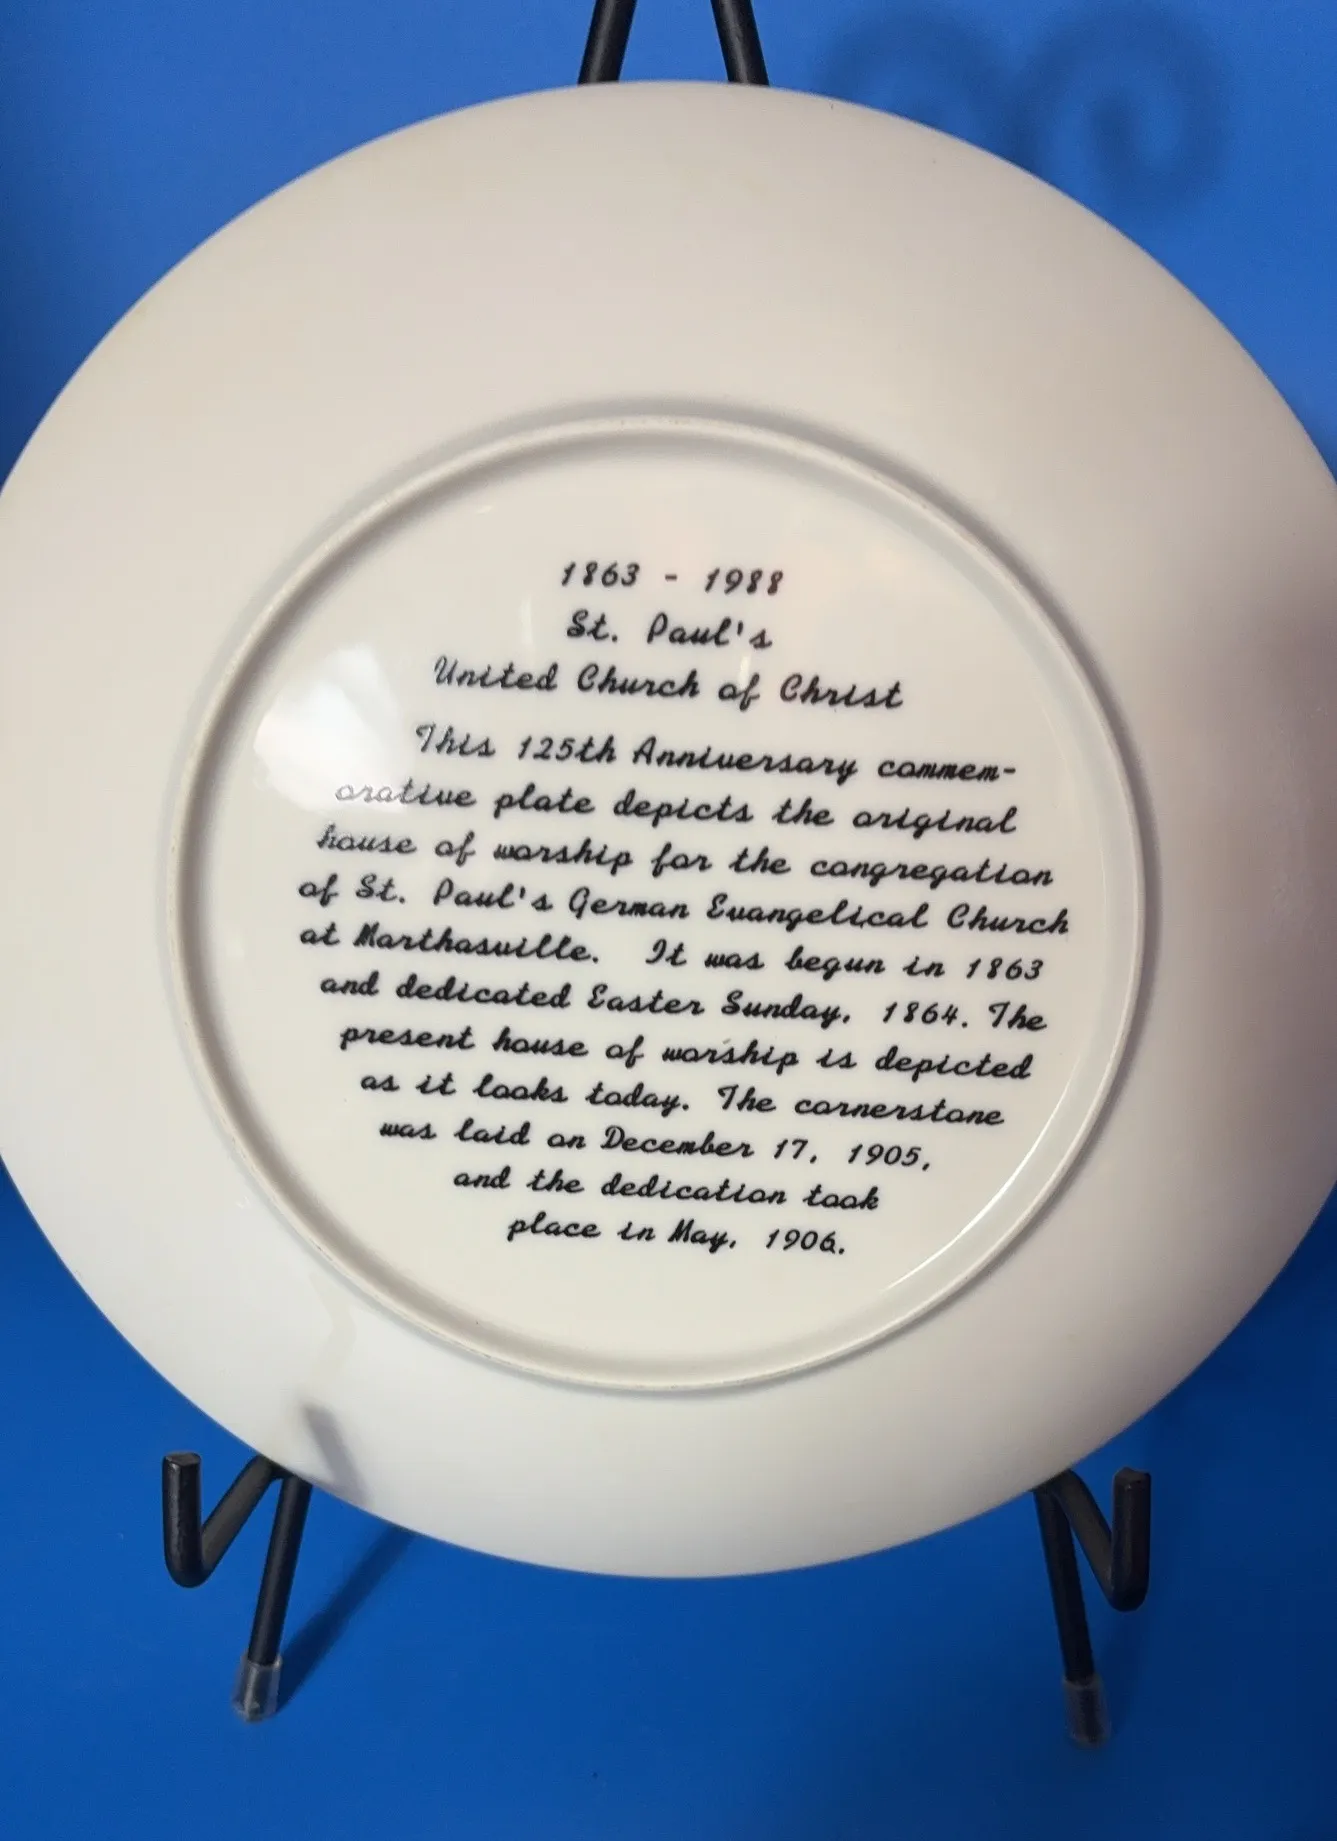 1863 - 1988
St. Paul's
United Church of Christ
This 125th Anniversary commem-
orative plate depicts the original
house of worship for the congregation
of St. Paul's German Evangelical Church
at Marthasville. It was begun in 1863
and dedicated Easter Sunday, 1864. The
present house of worship is depicted
as it looks today. The cornerstone
was laid on December 17, 1905,
and the dedication took
place in May, 1906.